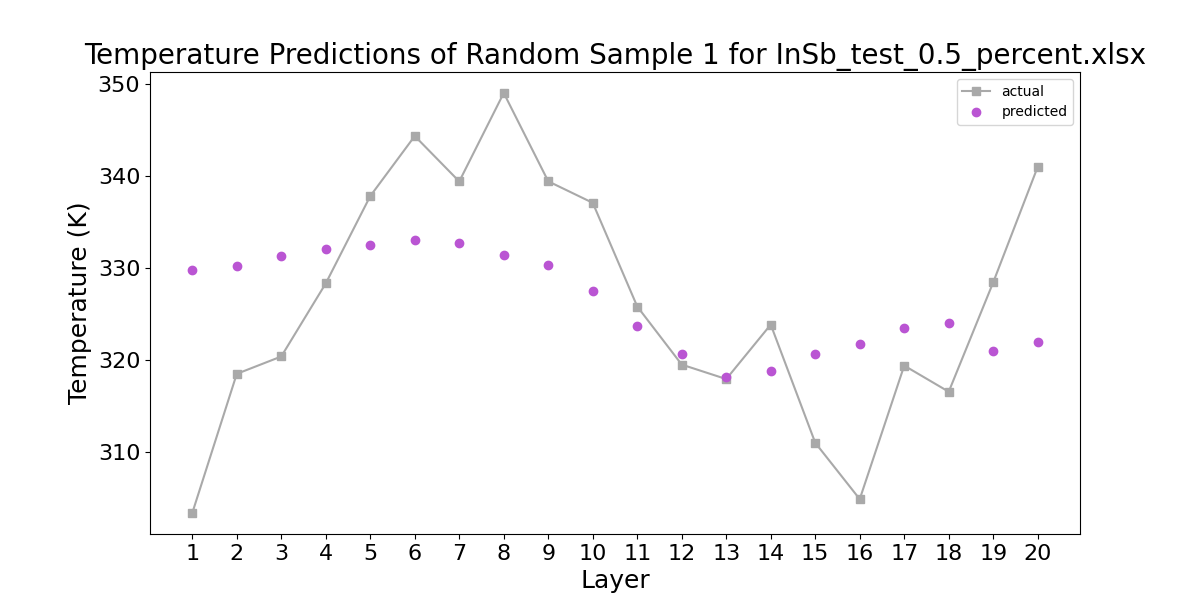 Temperature Predictions of Random Sample 1 for InSb_test_0.5_percent.xlsx
actual
predicted
Temperature (K)
350
340
330
320
310
1 2 3 4 5 6 7 8 9 10 11 12 13 14 15 16 17 18 19 20
Layer